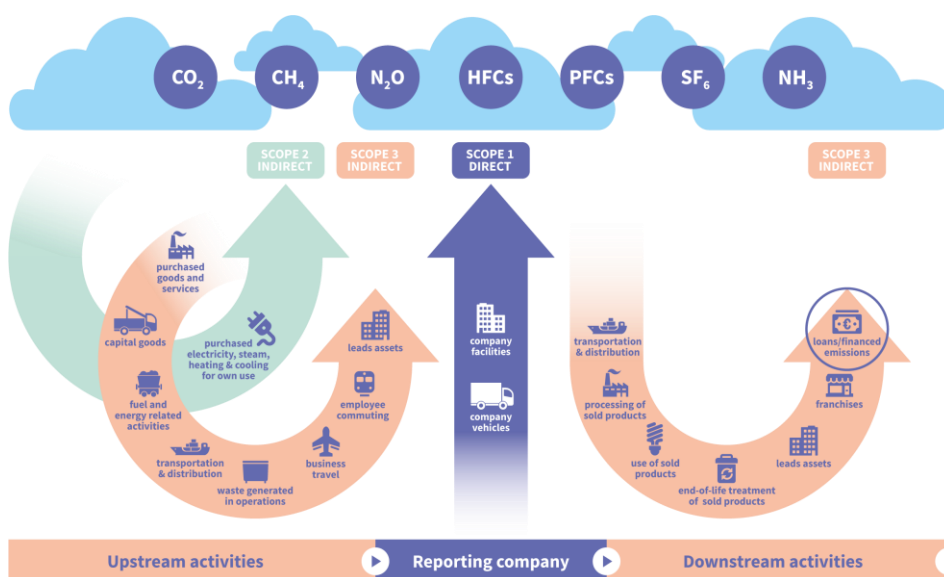 CO₂
CH₄
N₂O
HFCs
PFCs
SF₆
NH₃
SCOPE 2
INDIRECT
SCOPE 3
INDIRECT
SCOPE 1
DIRECT
SCOPE 3
INDIRECT
purchased
goods and
services
capital goods
fuel and
energy related
activities
transportation
& distribution
waste generated
in operations
business
travel
employee
commuting
leads assets
purchased
electricity, steam,
heating & cooling
for own use
company
facilities
company
vehicles
transportation
& distribution
processing of
sold products
use of sold
products
end-of-life treatment
of sold products
leads assets
franchises
loans/financed
emissions
Upstream activities
Reporting company
Downstream activities